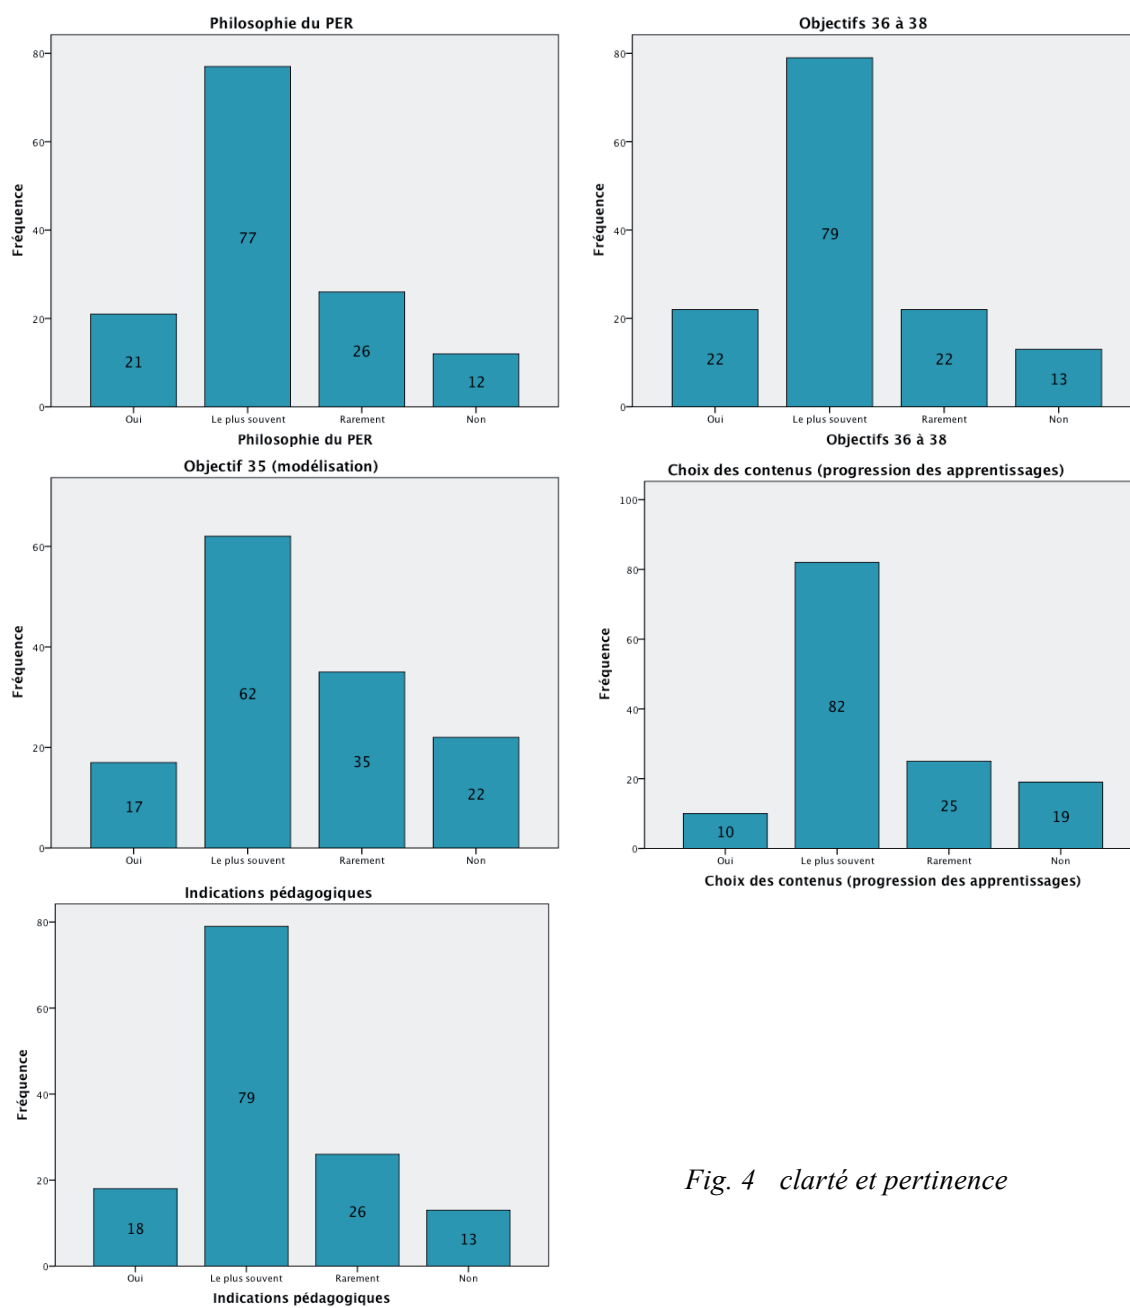 Philosophie du PER
Fréquence
80
60
40
20
0
21
77
26
12
Oui
Le plus souvent
Rarement
Non
Philosophie du PER
Objectifs 36 à 38
Fréquence
80
60
40
20
0
22
79
22
13
Oui
Le plus souvent
Rarement
Non
Objectifs 36 à 38
Objectif 35 (modélisation)
Fréquence
60
40
20
0
17
62
35
22
Oui
Le plus souvent
Rarement
Non
Choix des contenus (progression des apprentissages)
Fréquence
100
80
60
40
20
0
10
82
25
19
Oui
Le plus souvent
Rarement
Non
Choix des contenus (progression des apprentissages)
Indications pédagogiques
Fréquence
80
60
40
20
0
18
79
26
13
Oui
Le plus souvent
Rarement
Non
Indications pédagogiques
Fig. 4 clarté et pertinence